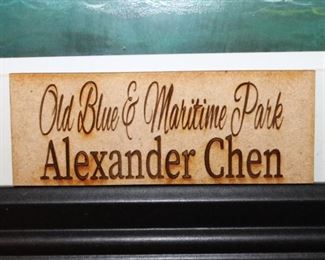 Old Blue & Maritime Park
Alexander Chen